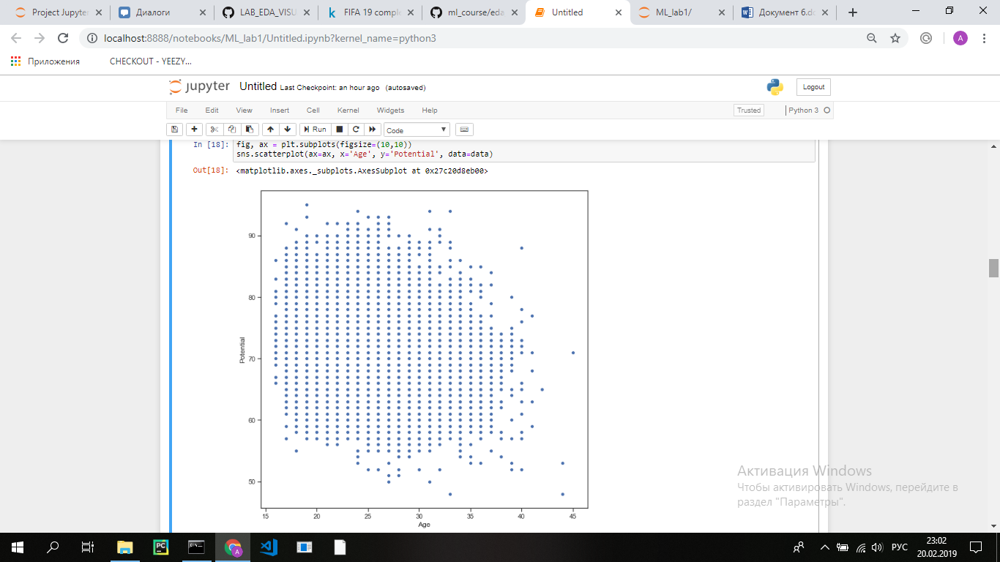 Project Jupyter
Диалоги
LAB_EDA_VISU
FIFA 19 comple
ml_course/eda
Untitled
ML_lab1/
Документ 6.dc
localhost:8888/notebooks/ML_lab1/Untitled.ipynb?kernel_name=python3
A
Приложения
CHECKOUT - YEEZY...
jupyter Untitled Last Checkpoint: an hour ago (autosaved)
Logout
File Edit View Insert Cell Kernel Widgets Help
Trusted
Python 3
Run
Code
In [18]: fig, ax = plt.subplots(figsize=(10,10))
sns.scatterplot(ax=ax, x='Age', y='Potential', data=data)
Out[18]: <matplotlib.axes._subplots.AxesSubplot at 0x27c20d8eb00>
90
80
70
60
50
Potential
15 20 25 30 35 40 45
Age
Активация Windows
Чтобы активировать Windows, перейдите в
раздел "Параметры".
РУС
23:02
20.02.2019